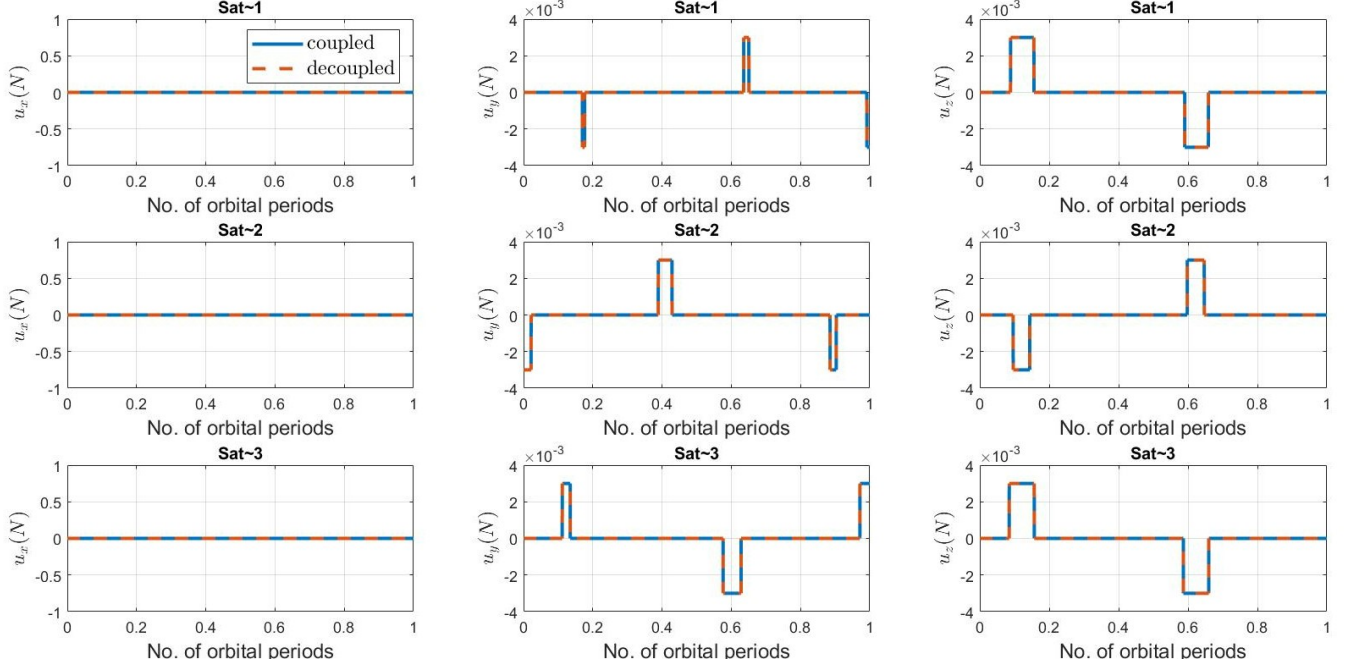 Sat~1
1
0.5
0
-0.5
-1
u_x(N)
coupled
decoupled
0 0.2 0.4 0.6 0.8 1
No. of orbital periods
×10^-3 Sat~1
4
2
0
-2
-4
u_y(N)
0 0.2 0.4 0.6 0.8 1
No. of orbital periods
×10^-3 Sat~1
4
2
0
-2
-4
u_z(N)
0 0.2 0.4 0.6 0.8 1
No. of orbital periods
Sat~2
1
0.5
0
-0.5
-1
u_x(N)
0 0.2 0.4 0.6 0.8 1
No. of orbital periods
×10^-3 Sat~2
4
2
0
-2
-4
u_y(N)
0 0.2 0.4 0.6 0.8 1
No. of orbital periods
×10^-3 Sat~2
4
2
0
-2
-4
u_z(N)
0 0.2 0.4 0.6 0.8 1
No. of orbital periods
Sat~3
1
0.5
0
-0.5
-1
u_x(N)
0 0.2 0.4 0.6 0.8 1
No. of orbital periods
×10^-3 Sat~3
4
2
0
-2
-4
u_y(N)
0 0.2 0.4 0.6 0.8 1
No. of orbital periods
×10^-3 Sat~3
4
2
0
-2
-4
u_z(N)
0 0.2 0.4 0.6 0.8 1
No. of orbital periods